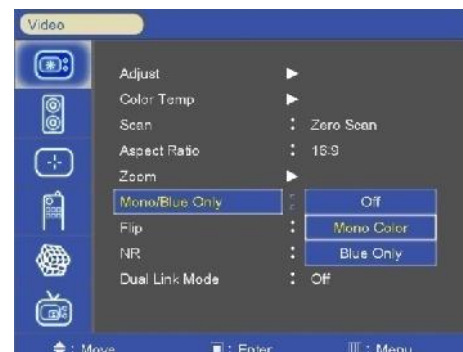 Video
Adjust
Color Temp
Scan : Zero Scan
Aspect Ratio : 16:9
Zoom
Mono/Blue Only : Off
Flip : Mono Color
NR : Blue Only
Dual Link Mode : Off
: Move : Enter : Menu